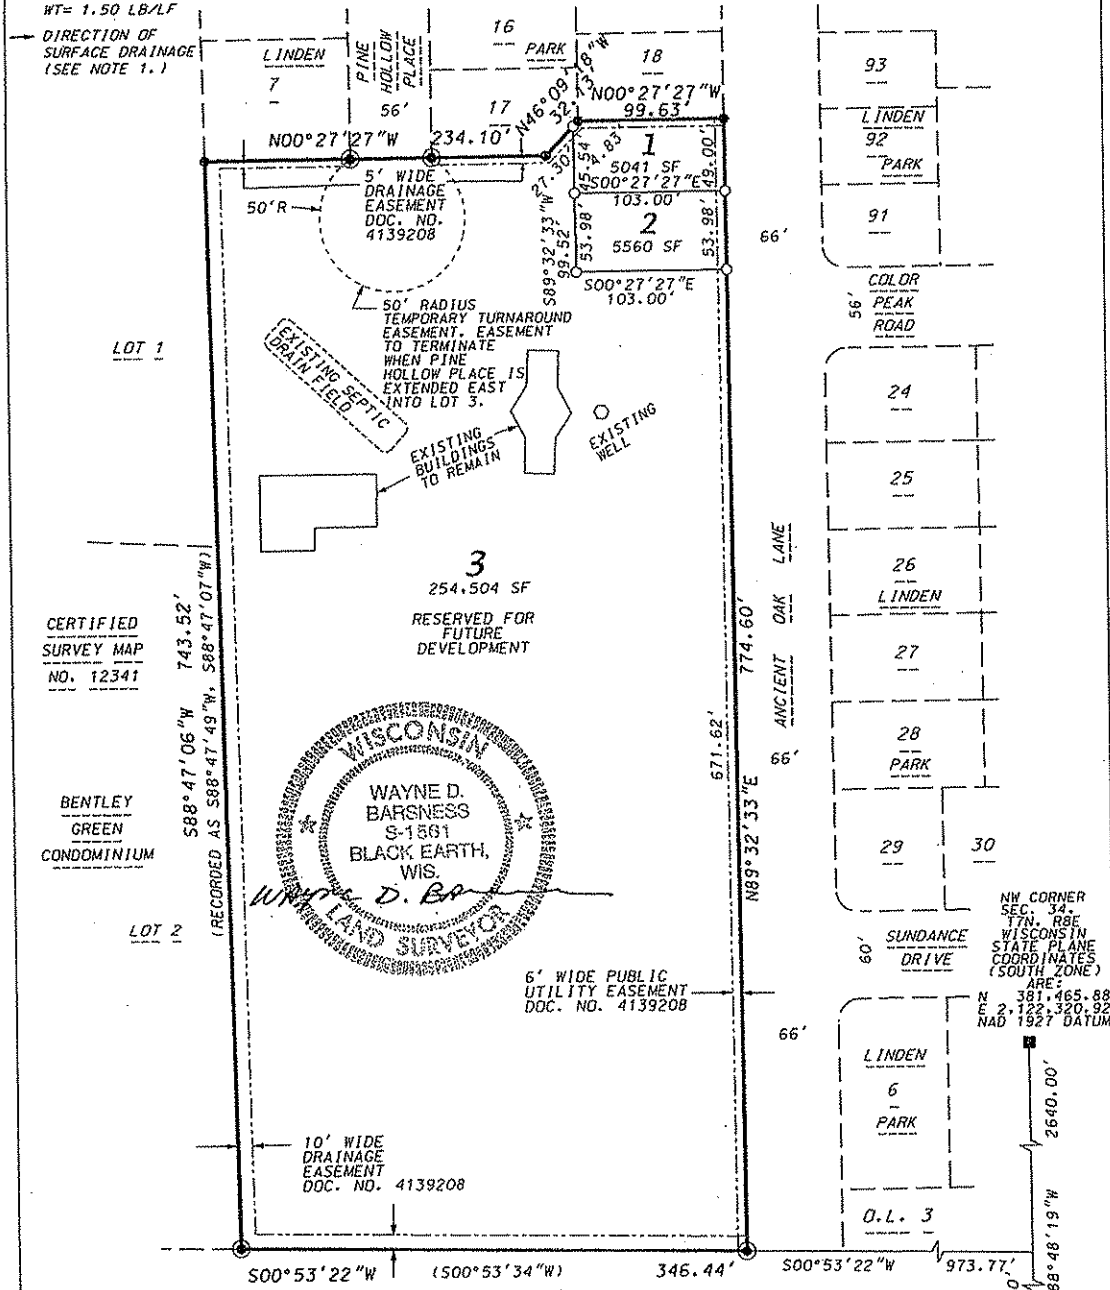 WT= 1.50 LB/LF
DIRECTION OF
SURFACE DRAINAGE
(SEE NOTE 1.)
LINDEN
7
PINE
HOLLOW
PLACE
56'
16
PARK
17
18
N00°27'27"W
234.10'
N46°09'18"W
32.13'
N00°27'27"W
99.63'
27.30
4.83
45.54
1
5041 SF
49.00'
S00°27'27"E
103.00'
2
5560 SF
53.98'
53.98'
S00°27'27"E
103.00'
S89°32'33"W
99.52'
5' WIDE
DRAINAGE
EASEMENT
DOC. NO.
4139208
50'R
50' RADIUS
TEMPORARY TURNAROUND
EASEMENT. EASEMENT
TO TERMINATE
WHEN PINE
HOLLOW PLACE IS
EXTENDED EAST
INTO LOT 3.
EXISTING SEPTIC
DRAIN FIELD
EXISTING
BUILDINGS
TO REMAIN
EXISTING
WELL
LOT 1
3
254,504 SF
RESERVED FOR
FUTURE
DEVELOPMENT
CERTIFIED
SURVEY MAP
NO. 12341
S88°47'06"W 743.52'
(RECORDED AS S88°47'49"W, S88°47'07"W)
BENTLEY
GREEN
CONDOMINIUM
LOT 2
WISCONSIN
WAYNE D.
BARSNESS
S-1561
BLACK EARTH,
WIS.
LAND SURVEYOR
6' WIDE PUBLIC
UTILITY EASEMENT
DOC. NO. 4139208
10' WIDE
DRAINAGE
EASEMENT
DOC. NO. 4139208
S00°53'22"W
(S00°53'34"W)
346.44'
671.62'
774.60'
N89°32'33"E
66'
ANCIENT OAK LANE
66'
66'
93
LINDEN
92
PARK
91
56'
COLOR
PEAK
ROAD
24
25
26
LINDEN
27
28
PARK
29
30
60'
SUNDANCE
DRIVE
LINDEN
6
PARK
O.L. 3
NW CORNER
SEC. 34,
T7N, R8E
WISCONSIN
STATE PLANE
COORDINATES
(SOUTH ZONE)
ARE:
N 381,465.88
E 2,122,320.92
NAD 1927 DATUM
2640.00'
88°48'19"W
S00°53'22"W
973.77'